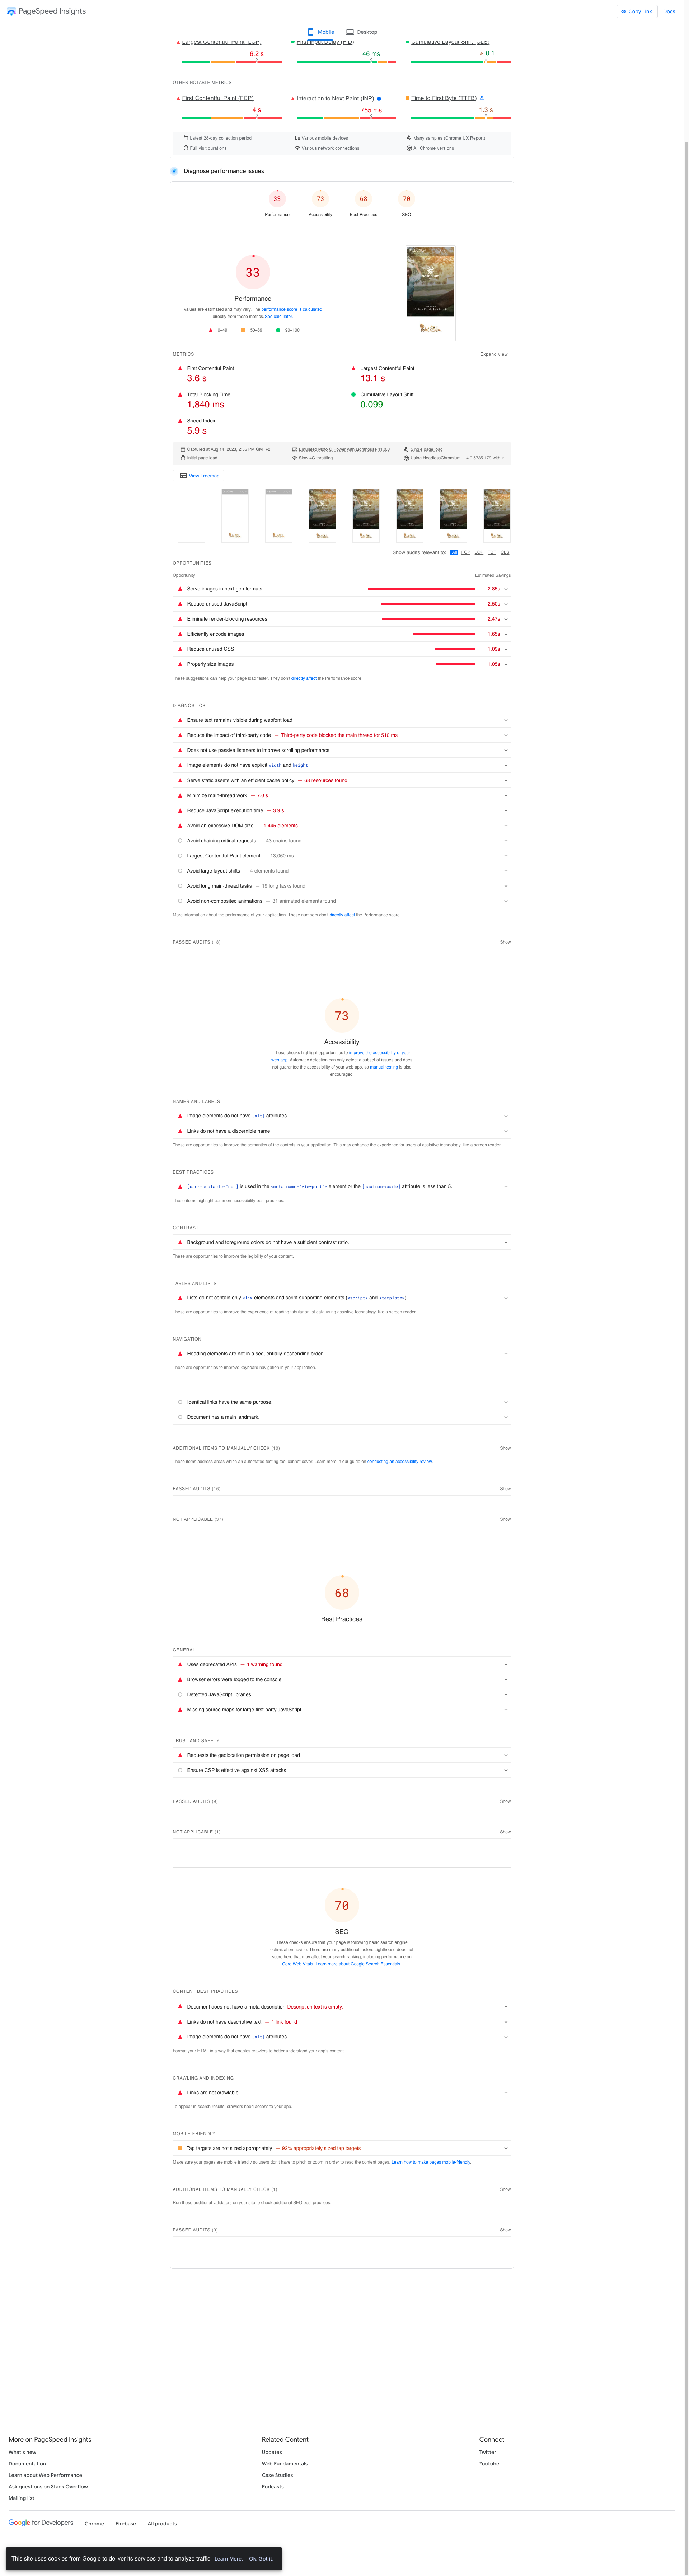 PageSpeed Insights
Copy Link
Docs
Mobile
Desktop
Largest Contentful Paint (LCP)
6.2 s
First Input Delay (FID)
46 ms
Cumulative Layout Shift (CLS)
0.1
OTHER NOTABLE METRICS
First Contentful Paint (FCP)
4 s
Interaction to Next Paint (INP)
755 ms
Time to First Byte (TTFB)
1.3 s
Latest 28-day collection period
Various mobile devices
Many samples (Chrome UX Report)
Full visit durations
Various network connections
All Chrome versions
Diagnose performance issues
33
Performance
73
Accessibility
68
Best Practices
70
SEO
33
Performance
Values are estimated and may vary. The performance score is calculated
directly from these metrics. See calculator.
0–49
50–89
90–100
METRICS
Expand view
First Contentful Paint
3.6 s
Largest Contentful Paint
13.1 s
Total Blocking Time
1,840 ms
Cumulative Layout Shift
0.099
Speed Index
5.9 s
Captured at Aug 14, 2023, 2:53 PM GMT+2
Emulated Moto G Power with Lighthouse 11.0.0
Single page load
Initial page load
Slow 4G throttling
Using HeadlessChromium 114.0.5735.179 with lr
View Treemap
Show audits relevant to: All FCP LCP TBT CLS
OPPORTUNITIES
Opportunity
Estimated Savings
Serve images in next-gen formats
2.85s
Reduce unused JavaScript
2.50s
Eliminate render-blocking resources
2.47s
Efficiently encode images
1.65s
Reduce unused CSS
1.09s
Properly size images
1.05s
These suggestions can help your page load faster. They don't directly affect the Performance score.
DIAGNOSTICS
Ensure text remains visible during webfont load
Reduce the impact of third-party code — Third-party code blocked the main thread for 510 ms
Does not use passive listeners to improve scrolling performance
Image elements do not have explicit width and height
Serve static assets with an efficient cache policy — 68 resources found
Minimize main-thread work — 7.0 s
Reduce JavaScript execution time — 3.9 s
Avoid an excessive DOM size — 1,445 elements
Avoid chaining critical requests — 43 chains found
Largest Contentful Paint element — 13,060 ms
Avoid large layout shifts — 4 elements found
Avoid long main-thread tasks — 19 long tasks found
Avoid non-composited animations — 31 animated elements found
More information about the performance of your application. These numbers don't directly affect the Performance score.
PASSED AUDITS (19)
Show
73
Accessibility
These checks highlight opportunities to improve the accessibility of your
web app. Automatic detection can only detect a subset of issues and does
not guarantee the accessibility of your web app, so manual testing is also
encouraged.
NAMES AND LABELS
Image elements do not have [alt] attributes
Links do not have a discernible name
These are opportunities to improve the semantics of the controls in your application. This may enhance the experience for users of assistive technology, like a screen reader.
BEST PRACTICES
[user-scalable="no"] is used in the <meta name="viewport"> element or the [maximum-scale] attribute is less than 5.
These items highlight common accessibility best practices.
CONTRAST
Background and foreground colors do not have a sufficient contrast ratio.
These are opportunities to improve the legibility of your content.
TABLES AND LISTS
Lists do not contain only <li> elements and script supporting elements (<script> and <template>).
These are opportunities to improve the experience of reading tabular or list data using assistive technology, like a screen reader.
NAVIGATION
Heading elements are not in a sequentially-descending order
These are opportunities to improve keyboard navigation in your application.
Identical links have the same purpose.
Document has a main landmark.
ADDITIONAL ITEMS TO MANUALLY CHECK (10)
Show
These items address areas which an automated testing tool cannot cover. Learn more in our guide on conducting an accessibility review.
PASSED AUDITS (16)
Show
NOT APPLICABLE (37)
Show
68
Best Practices
GENERAL
Uses deprecated APIs — 1 warning found
Browser errors were logged to the console
Detected JavaScript libraries
Missing source maps for large first-party JavaScript
TRUST AND SAFETY
Requests the geolocation permission on page load
Ensure CSP is effective against XSS attacks
PASSED AUDITS (9)
Show
NOT APPLICABLE (1)
Show
70
SEO
These checks ensure that your page is following basic search engine
optimization advice. There are many additional factors Lighthouse does not
score here that may affect your search ranking, including performance on
Core Web Vitals. Learn more about Google Search Essentials.
CONTENT BEST PRACTICES
Document does not have a meta description Description text is empty.
Links do not have descriptive text — 1 link found
Image elements do not have [alt] attributes
Format your HTML in a way that enables crawlers to better understand your app's content.
CRAWLING AND INDEXING
Links are not crawlable
To appear in search results, crawlers need access to your app.
MOBILE FRIENDLY
Tap targets are not sized appropriately — 92% appropriately sized tap targets
Make sure your pages are mobile friendly so users don't have to pinch or zoom in order to read the content pages. Learn how to make pages mobile-friendly.
ADDITIONAL ITEMS TO MANUALLY CHECK (1)
Show
Run these additional validators on your site to check additional SEO best practices.
PASSED AUDITS (9)
Show
More on PageSpeed Insights
What's new
Documentation
Learn about Web Performance
Ask questions on Stack Overflow
Mailing list
Related Content
Updates
Web Fundamentals
Case Studies
Podcasts
Connect
Twitter
Youtube
Google for Developers
Chrome
Firebase
All products
This site uses cookies from Google to deliver its services and to analyze traffic. Learn More. Ok, Got it.